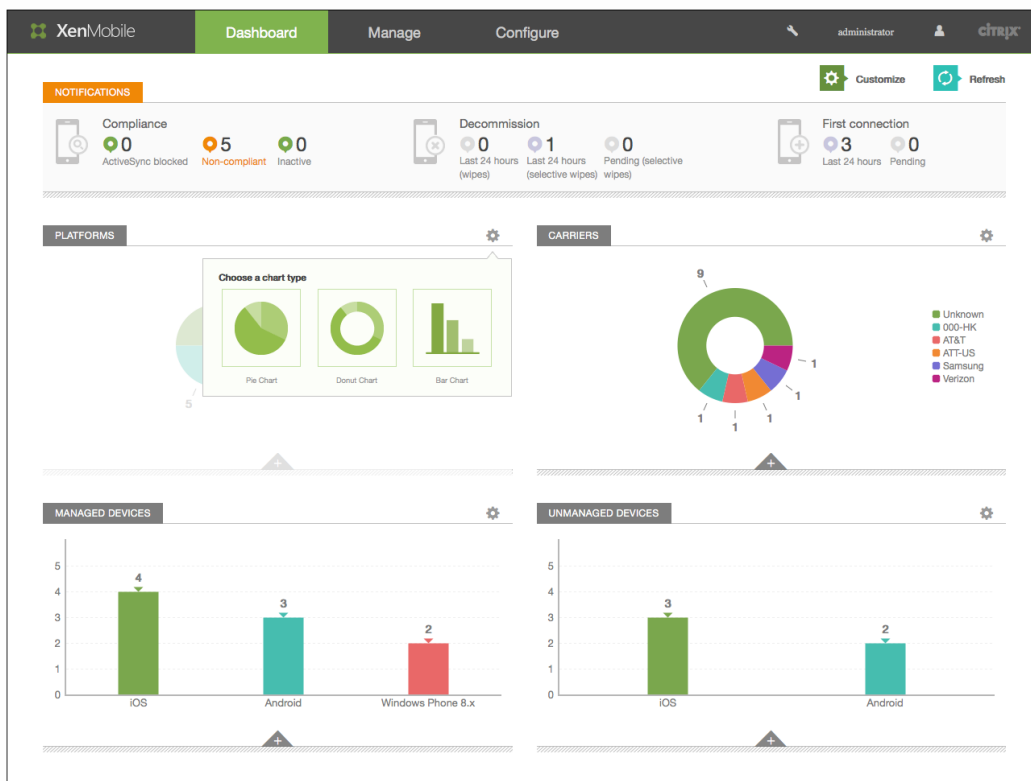 XenMobile Dashboard Manage Configure administrator CİTRIX
Customize Refresh
NOTIFICATIONS
Compliance
0 5 0
ActiveSync blocked Non-compliant Inactive
Decommission
0 1 0
Last 24 hours Last 24 hours Pending (selective
(wipes) (selective wipes) wipes)
First connection
3 0
Last 24 hours Pending
PLATFORMS
Choose a chart type
Pie Chart Donut Chart Bar Chart
5
+
CARRIERS
9
1
1
1
1
1
Unknown
000-HK
AT&T
ATT-US
Samsung
Verizon
+
MANAGED DEVICES
5
4
3
2
1
0
4
3
2
iOS Android Windows Phone 8.x
+
UNMANAGED DEVICES
5
4
3
2
1
0
3
2
iOS Android
+